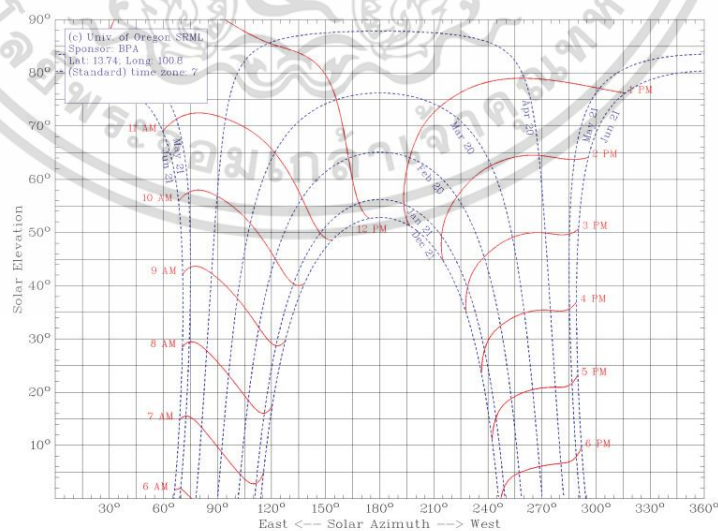 90°
80°
70°
60°
50°
40°
30°
20°
10°
Solar Elevation
(c) Univ. of Oregon SRML
Sponsor: BPA
Lat: 13.74; Long: 100.8
(Standard) time zone: 7
11 AM
10 AM
9 AM
8 AM
7 AM
6 AM
12 PM
1 PM
2 PM
3 PM
4 PM
5 PM
6 PM
May 21
Jun 21
Dec 21
Jan 21
Feb 20
Mar 20
Apr 20
May 21
Jun 21
30° 60° 90° 120° 150° 180° 210° 240° 270° 300° 330° 360°
East <-- Solar Azimuth --> West